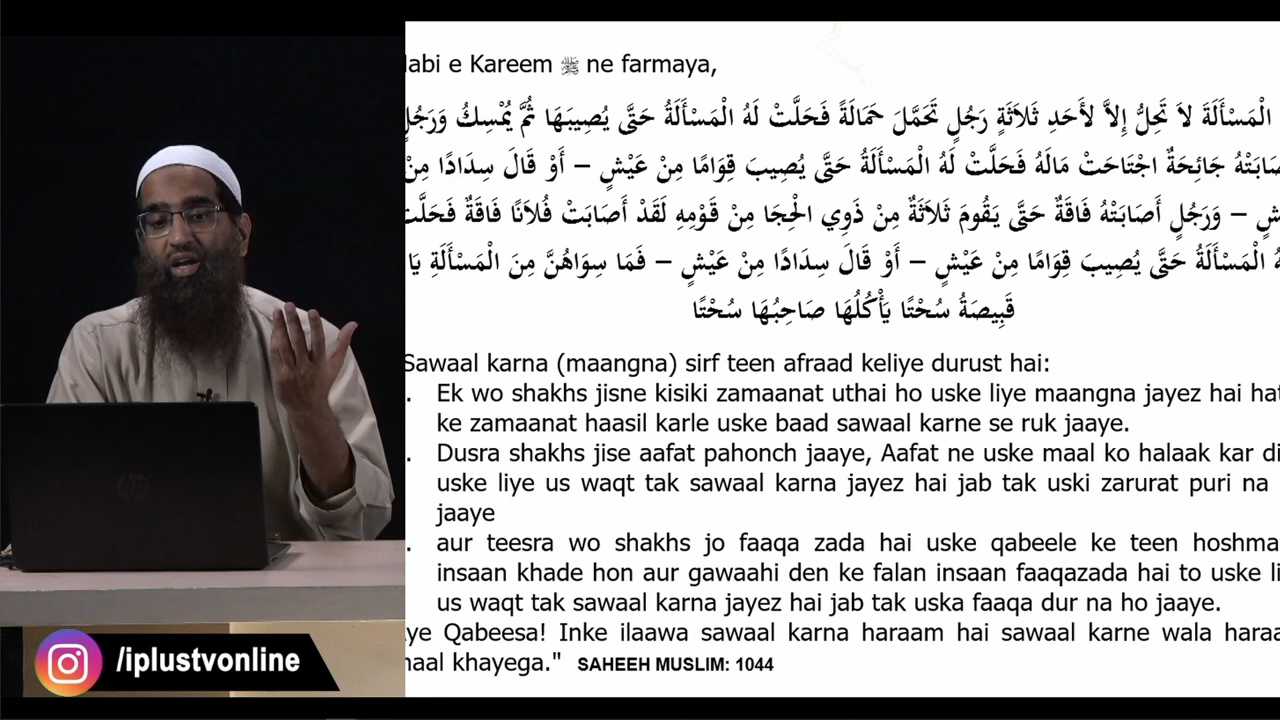 Nabi e Kareem ﷺ ne farmaya,
الْمَسْأَلَةَ لاَ تَحِلُّ إِلاَّ لأَحَدِ ثَلاَثَةٍ رَجُلٍ تَحَمَّلَ حَمَالَةً فَحَلَّتْ لَهُ الْمَسْأَلَةُ حَتَّى يُصِيبَهَا ثُمَّ يُمْسِكُ وَرَجُلٍ
صَابَتْهُ جَائِحَةٌ اجْتَاحَتْ مَالَهُ فَحَلَّتْ لَهُ الْمَسْأَلَةُ حَتَّى يُصِيبَ قِوَامًا مِنْ عَيْشٍ – أَوْ قَالَ سِدَادًا مِنْ
شٍ – وَرَجُلٍ أَصَابَتْهُ فَاقَةٌ حَتَّى يَقُومَ ثَلاَثَةٌ مِنْ ذَوِي الْحِجَا مِنْ قَوْمِهِ لَقَدْ أَصَابَتْ فُلاَنًا فَاقَةٌ فَحَلَّتْ
هُ الْمَسْأَلَةُ حَتَّى يُصِيبَ قِوَامًا مِنْ عَيْشٍ – أَوْ قَالَ سِدَادًا مِنْ عَيْشٍ – فَمَا سِوَاهُنَّ مِنَ الْمَسْأَلَةِ يَا
قَبِيصَةُ سُحْتًا يَأْكُلُهَا صَاحِبُهَا سُحْتًا
Sawaal karna (maangna) sirf teen afraad keliye durust hai:
. Ek wo shakhs jisne kisiki zamaanat uthai ho uske liye maangna jayez hai hat
ke zamaanat haasil karle uske baad sawaal karne se ruk jaaye.
. Dusra shakhs jise aafat pahonch jaaye, Aafat ne uske maal ko halaak kar di
uske liye us waqt tak sawaal karna jayez hai jab tak uski zarurat puri na
jaaye
. aur teesra wo shakhs jo faaqa zada hai uske qabeele ke teen hoshma
insaan khade hon aur gawaahi den ke falan insaan faaqazada hai to uske li
us waqt tak sawaal karna jayez hai jab tak uska faaqa dur na ho jaaye.
ye Qabeesa! Inke ilaawa sawaal karna haraam hai sawaal karne wala haraa
maal khayega." SAHEEH MUSLIM: 1044
/iplustvonline